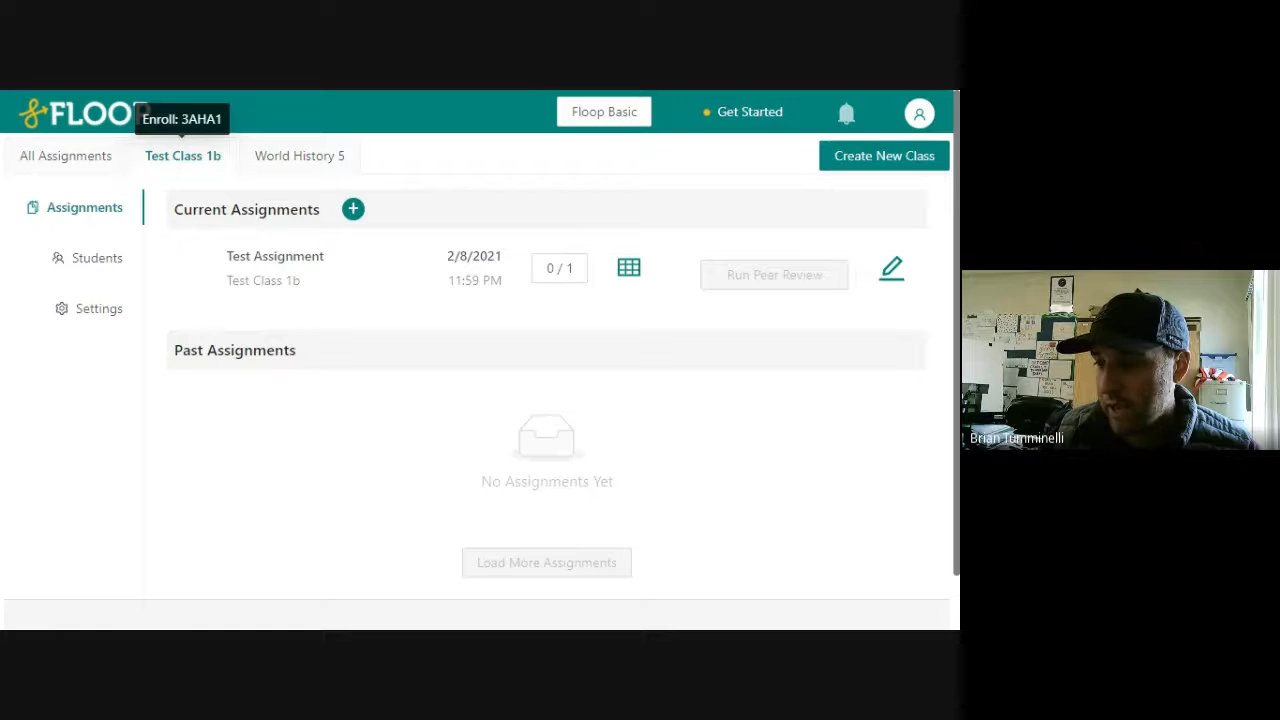 FLOOP
Enroll: 3AHA1
Floop Basic
Get Started
All Assignments
Test Class 1b
World History 5
Create New Class
Assignments
Students
Settings
Current Assignments
Test Assignment
Test Class 1b
2/8/2021
11:59 PM
0 / 1
Run Peer Review
Past Assignments
No Assignments Yet
Load More Assignments
Brian Tumminelli